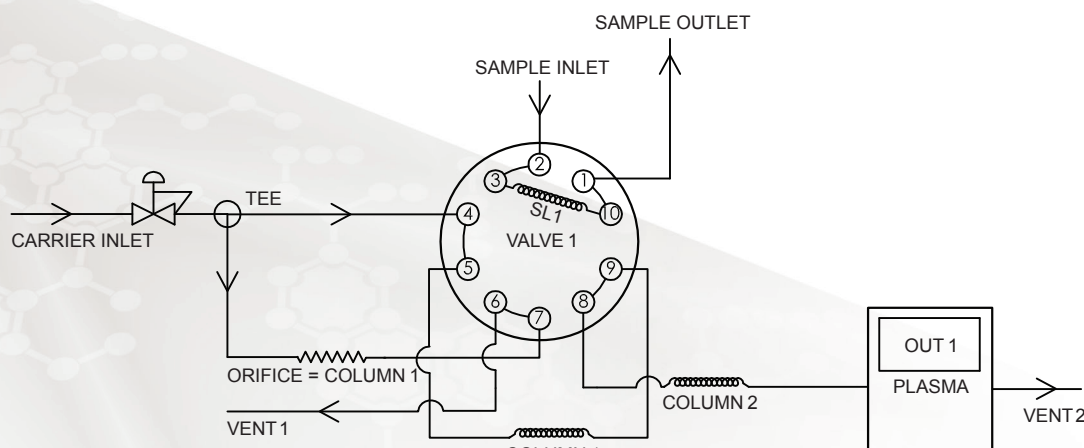 SAMPLE OUTLET
SAMPLE INLET
2
3
1
SL1
10
TEE
4
CARRIER INLET
VALVE 1
5
9
6
8
7
OUT 1
ORIFICE = COLUMN 1
PLASMA
COLUMN 2
VENT 1
VENT 2